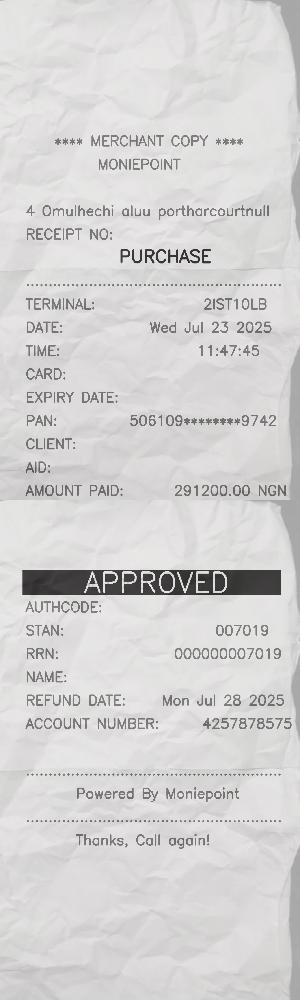 **** MERCHANT COPY ****
MONIEPOINT
4 Omulhechi aluu portharcourtnull
RECEIPT NO:
PURCHASE
TERMINAL: 2IST10LB
DATE: Wed Jul 23 2025
TIME: 11:47:45
CARD:
EXPIRY DATE:
PAN: 506109********9742
CLIENT:
AID:
AMOUNT PAID: 291200.00 NGN
APPROVED
AUTHCODE:
STAN: 007019
RRN: 000000007019
NAME:
REFUND DATE: Mon Jul 28 2025
ACCOUNT NUMBER: 4257878575
Powered By Moniepoint
Thanks, Call again!